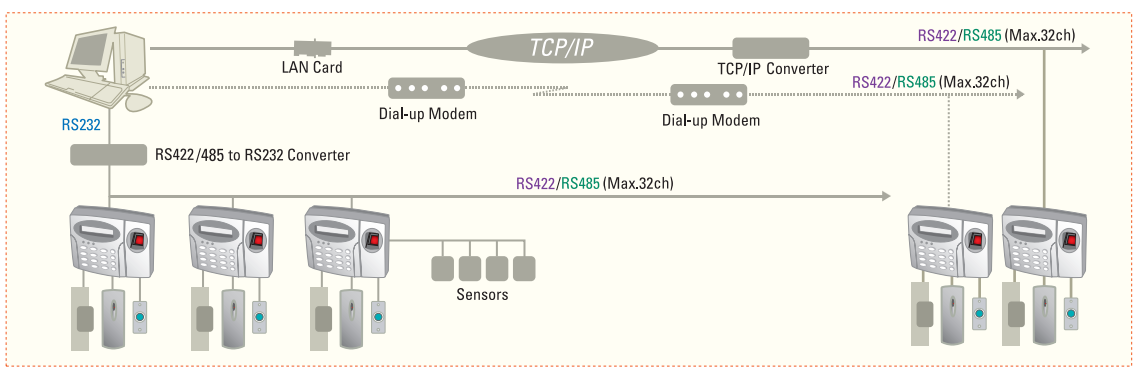 RS422/RS485 (Max.32ch)
TCP/IP
LAN Card
TCP/IP Converter
RS422/RS485 (Max.32ch)
Dial-up Modem
Dial-up Modem
RS232
RS422/485 to RS232 Converter
RS422/RS485 (Max.32ch)
Sensors